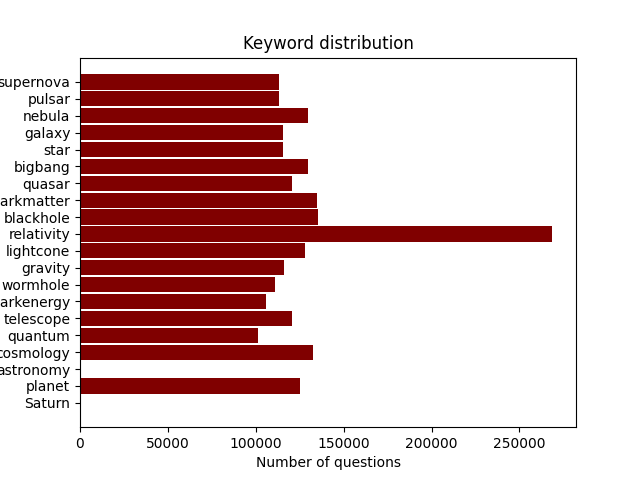 Keyword distribution
supernova
pulsar
nebula
galaxy
star
bigbang
quasar
arkmatter
blackhole
relativity
lightcone
gravity
wormhole
arkenergy
telescope
quantum
cosmology
astronomy
planet
Saturn
0 50000 100000 150000 200000 250000
Number of questions